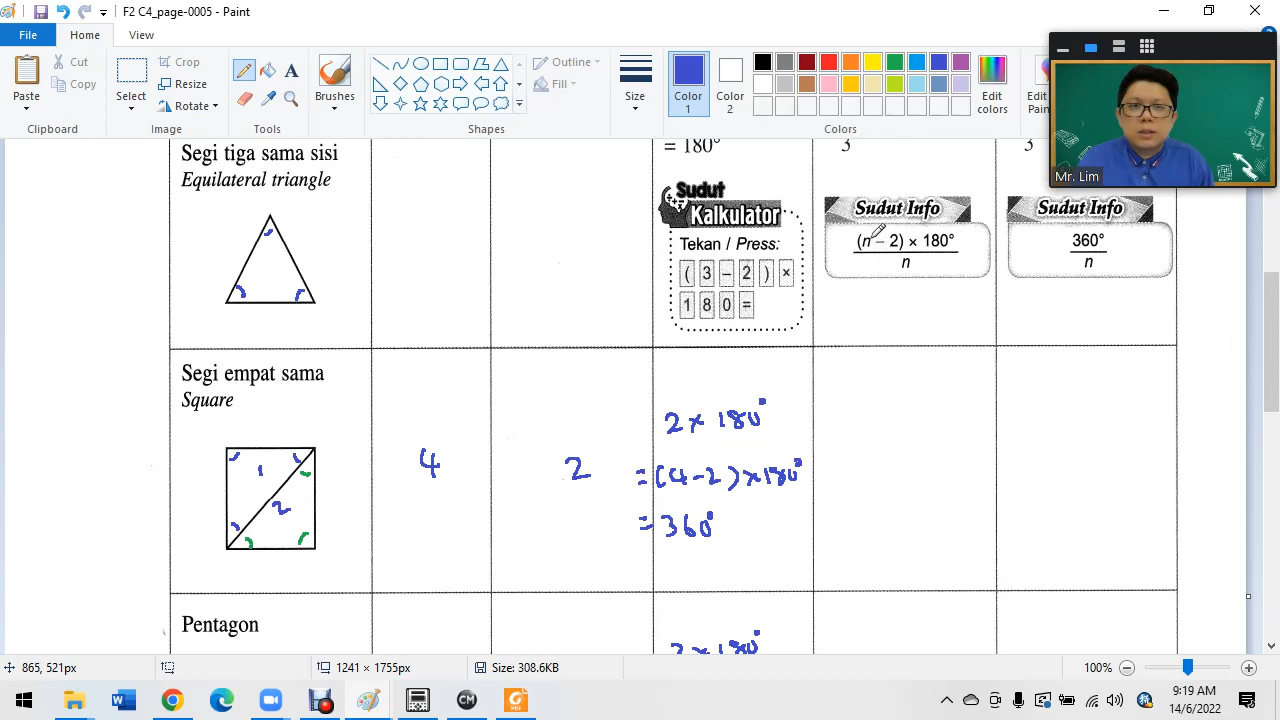 F2 C4_page-0005 - Paint
File
Home
View
Paste
Cut
Copy
Clipboard
Select
Crop
Resize
Rotate
Image
A
Tools
Brushes
Shapes
Outline
Fill
Size
Color
1
Color
2
Edit
colors
Colors
Edit
Pain
Mr. Lim
Segi tiga sama sisi
Equilateral triangle
= 180°
3
3
Sudut
Kalkulator
Tekan / Press:
( 3 – 2 ) ×
1 8 0 =
Sudut Info
(n – 2) × 180°
n
Sudut Info
360°
n
Segi empat sama
Square
1
2
4
2
2 × 180°
= (4-2) × 180°
= 360°
Pentagon
865, 521px
1241 × 1755px
Size: 308.6KB
100%
9:19 AM
14/6/2022